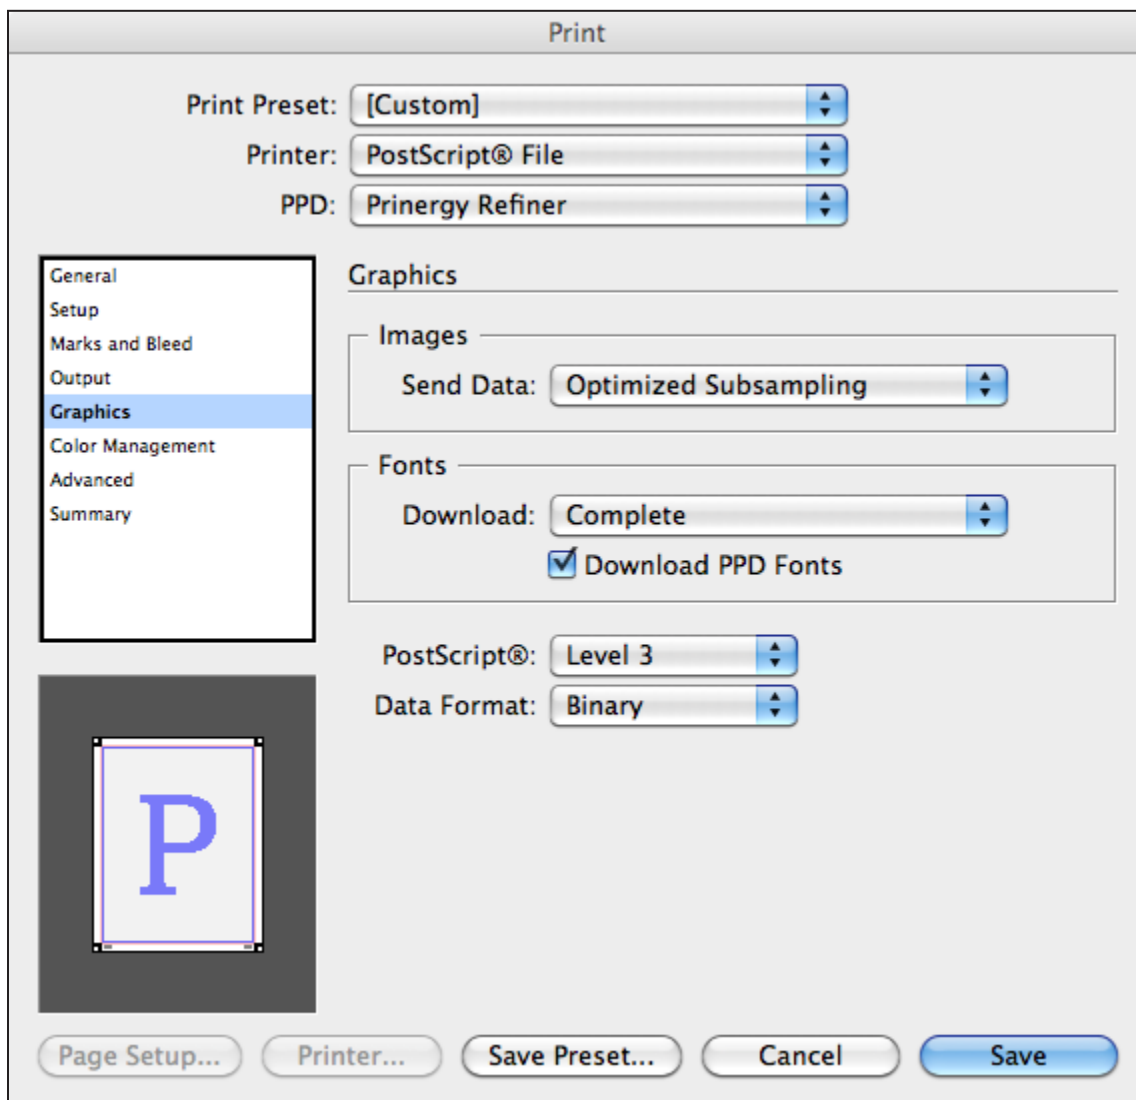 Print
Print Preset: [Custom]
Printer: PostScript® File
PPD: Prinergy Refiner
General
Setup
Marks and Bleed
Output
Graphics
Color Management
Advanced
Summary
Graphics
Images
Send Data: Optimized Subsampling
Fonts
Download: Complete
Download PPD Fonts
PostScript®: Level 3
Data Format: Binary
P
Page Setup... Printer... Save Preset... Cancel Save